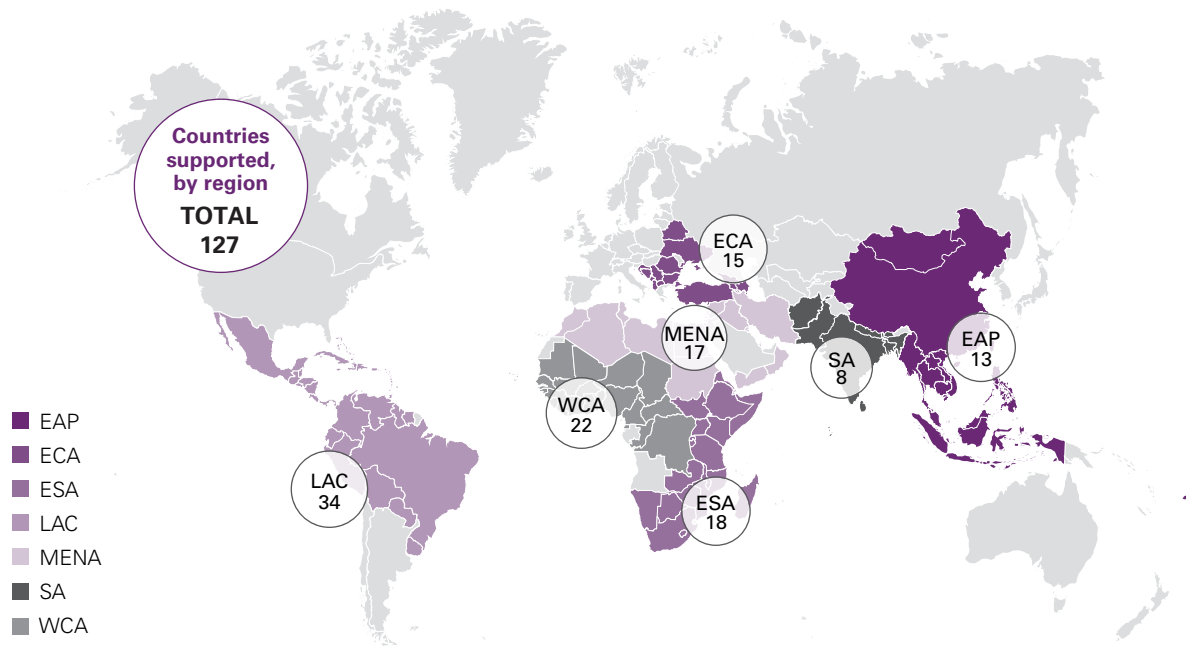 Countries
supported,
by region
TOTAL
127
ECA
15
MENA
17
EAP
13
SA
8
WCA
22
LAC
34
ESA
18
EAP
ECA
ESA
LAC
MENA
SA
WCA